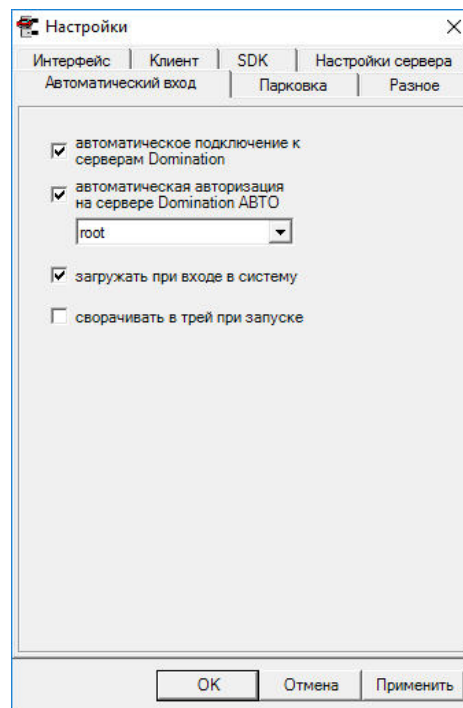 Настройки
Интерфейс Клиент SDK Настройки сервера
Автоматический вход Парковка Разное
автоматическое подключение к
серверам Domination
автоматическая авторизация
на сервере Domination АВТО
root
загружать при входе в систему
сворачивать в трей при запуске
OK Отмена Применить